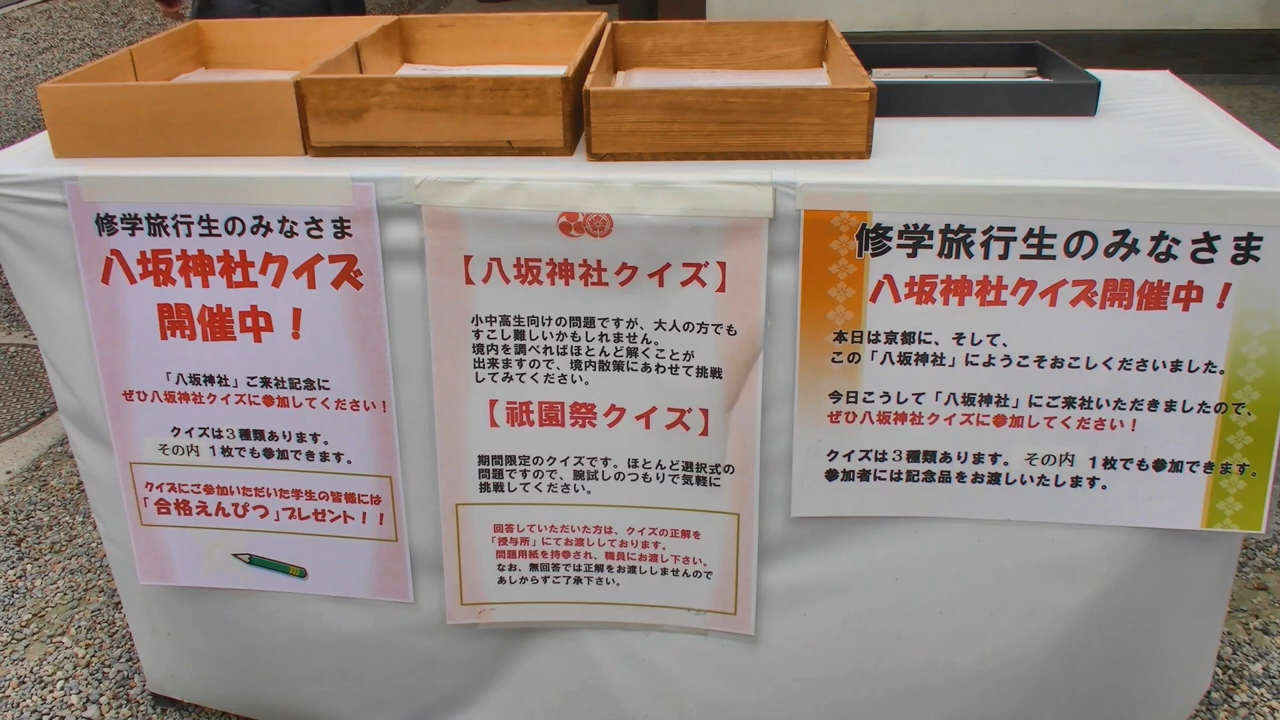 修学旅行生のみなさま
八坂神社クイズ
開催中！
「八坂神社」ご来社記念に
ぜひ八坂神社クイズに参加してください！
クイズは３種類あります。
その内 １枚でも参加できます。
クイズにご参加いただいた学生の皆様には
「合格えんぴつ」プレゼント！！
【八坂神社クイズ】
小中高生向けの問題ですが、大人の方でも
すこし難しいかもしれません。
境内を調べればほとんど解くことが
出来ますので、境内散策にあわせて挑戦
してみてください。
【祇園祭クイズ】
期間限定のクイズです。ほとんど選択式の
問題ですので、腕試しのつもりで気軽に
挑戦してください。
回答していただいた方は、クイズの正解を
「授与所」にてお渡ししております。
問題用紙を持参され、職員にお渡し下さい。
なお、無回答では正解をお渡ししませんので
あしからずご了承下さい。
修学旅行生のみなさま
八坂神社クイズ開催中！
本日は京都に、そして、
この「八坂神社」にようこそおこしくださいました。
今日こうして「八坂神社」にご来社いただきましたので、
ぜひ八坂神社クイズに参加してください！
クイズは３種類あります。その内 １枚でも参加できます。
参加者には記念品をお渡しいたします。